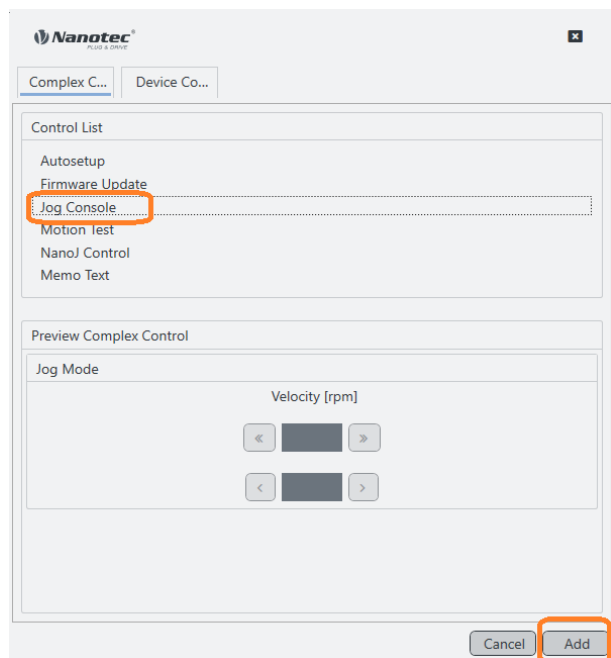 Nanotec®
PLUG & DRIVE
Complex C... Device Co...
Control List
Autosetup
Firmware Update
Jog Console
Motion Test
NanoJ Control
Memo Text
Preview Complex Control
Jog Mode
Velocity [rpm]
Cancel Add